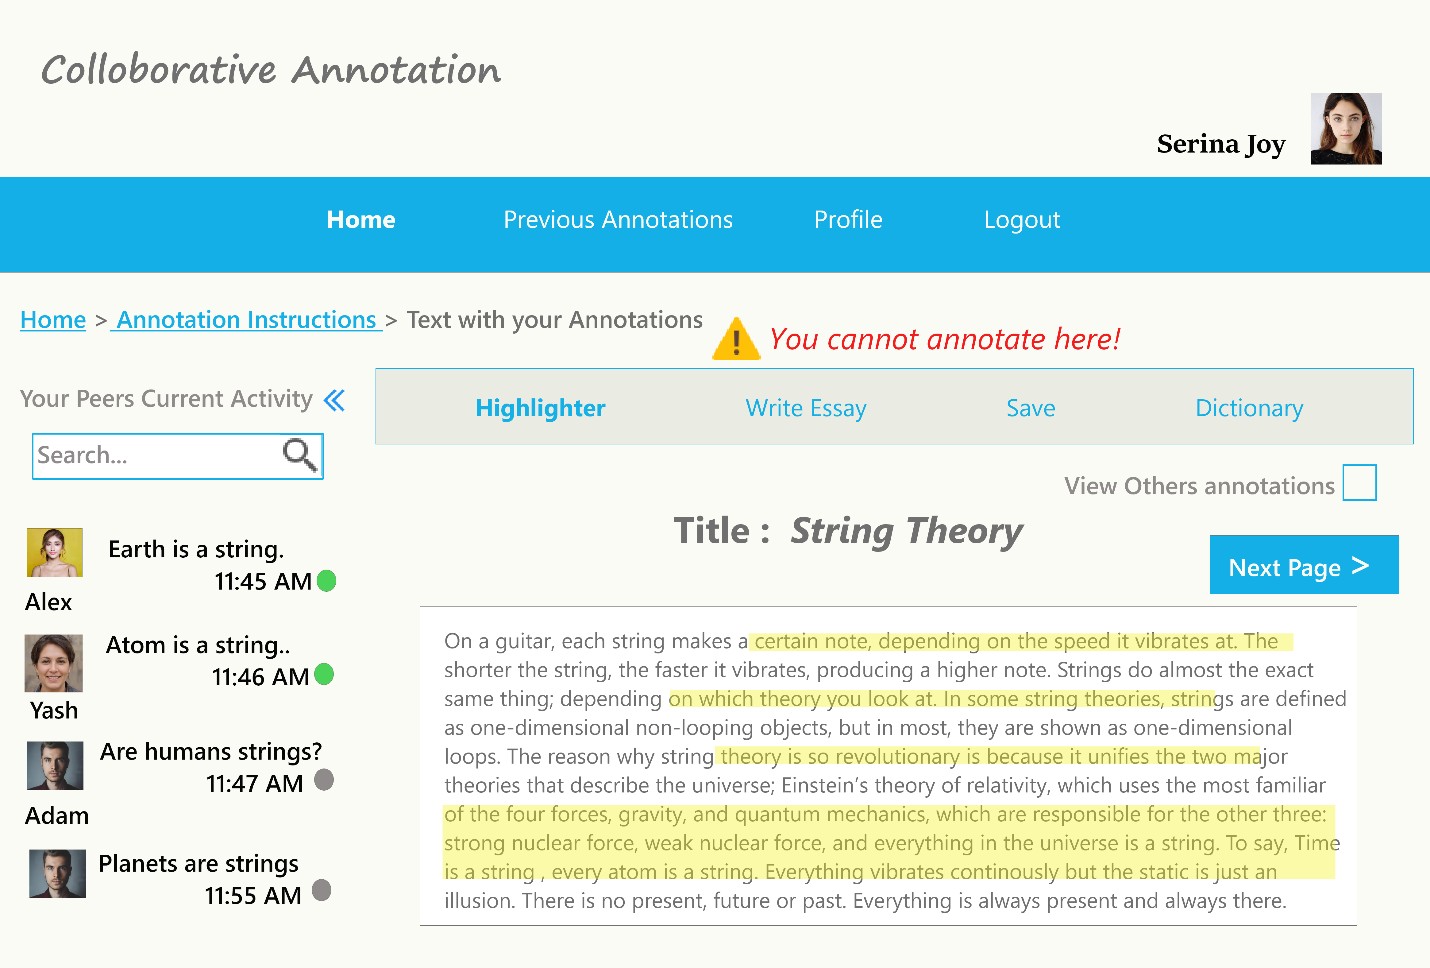 Colloborative Annotation
Serina Joy
Home Previous Annotations Profile Logout
Home > Annotation Instructions > Text with your Annotations
You cannot annotate here!
Your Peers Current Activity
Highlighter Write Essay Save Dictionary
Search...
View Others annotations
Title : String Theory
Next Page >
Earth is a string.
11:45 AM
Alex
Atom is a string..
11:46 AM
Yash
Are humans strings?
11:47 AM
Adam
Planets are strings
11:55 AM
On a guitar, each string makes a certain note, depending on the speed it vibrates at. The
shorter the string, the faster it vibrates, producing a higher note. Strings do almost the exact
same thing; depending on which theory you look at. In some string theories, strings are defined
as one-dimensional non-looping objects, but in most, they are shown as one-dimensional
loops. The reason why string theory is so revolutionary is because it unifies the two major
theories that describe the universe; Einstein’s theory of relativity, which uses the most familiar
of the four forces, gravity, and quantum mechanics, which are responsible for the other three:
strong nuclear force, weak nuclear force, and everything in the universe is a string. To say, Time
is a string , every atom is a string. Everything vibrates continously but the static is just an
illusion. There is no present, future or past. Everything is always present and always there.